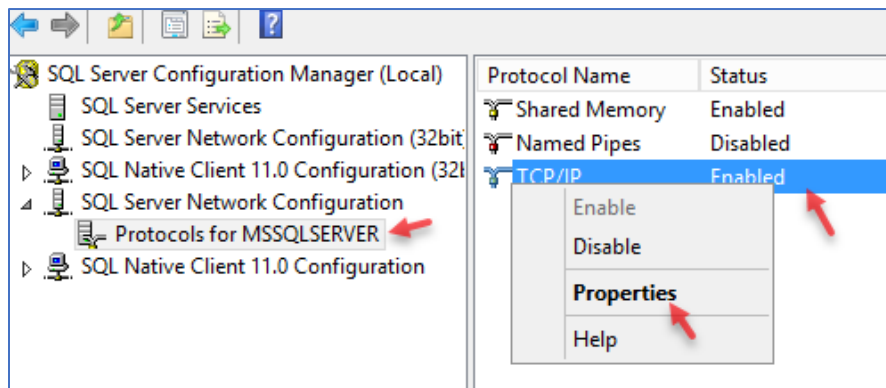 SQL Server Configuration Manager (Local)
SQL Server Services
SQL Server Network Configuration (32bit
SQL Native Client 11.0 Configuration (32b
SQL Server Network Configuration
Protocols for MSSQLSERVER
SQL Native Client 11.0 Configuration
Protocol Name Status
Shared Memory Enabled
Named Pipes Disabled
TCP/IP Enabled
Enable
Disable
Properties
Help